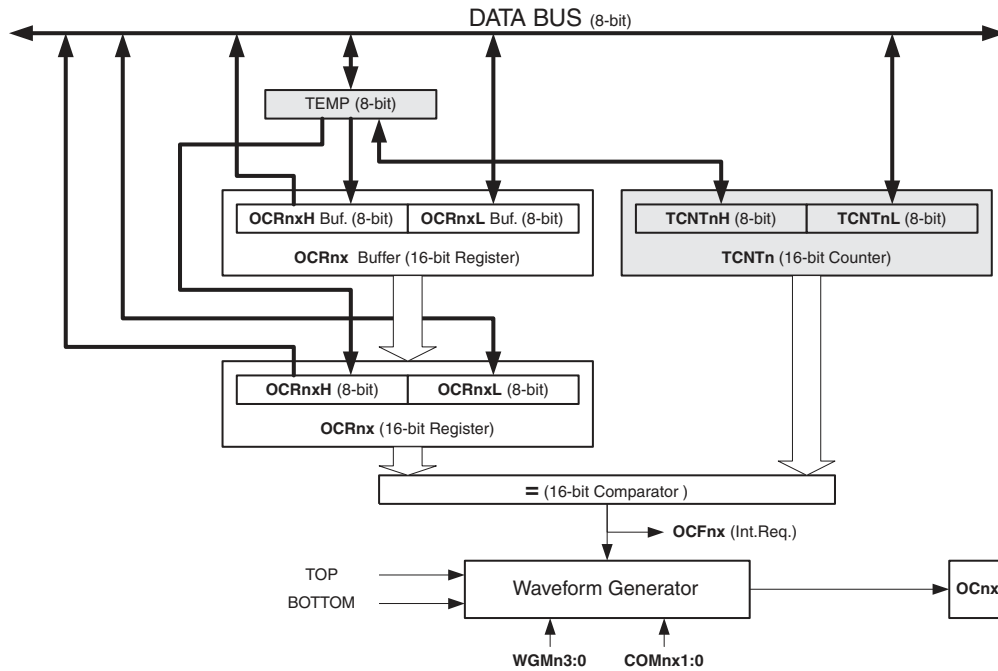 DATA BUS (8-bit)
TEMP (8-bit)
OCRnxH Buf. (8-bit)
OCRnxL Buf. (8-bit)
OCRnx Buffer (16-bit Register)
TCNTnH (8-bit)
TCNTnL (8-bit)
TCNTn (16-bit Counter)
OCRnxH (8-bit)
OCRnxL (8-bit)
OCRnx (16-bit Register)
= (16-bit Comparator )
OCFnx (Int.Req.)
TOP
BOTTOM
Waveform Generator
OCnx
WGMn3:0
COMnx1:0